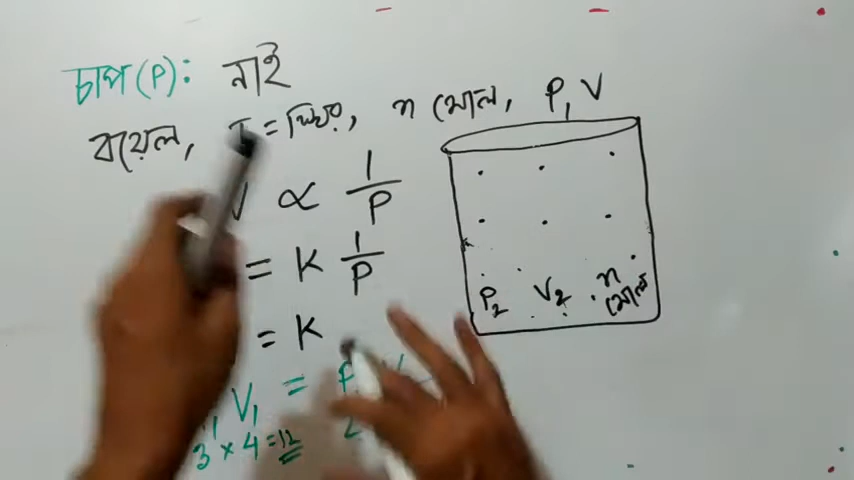 চাপ (P): নাই
বয়েল, T = স্থির, n মোল, P, V
V ∝ 1/P
= K 1/P
= K
V₁ = P
3 × 4 = 12
P₂ V₂ n মোল